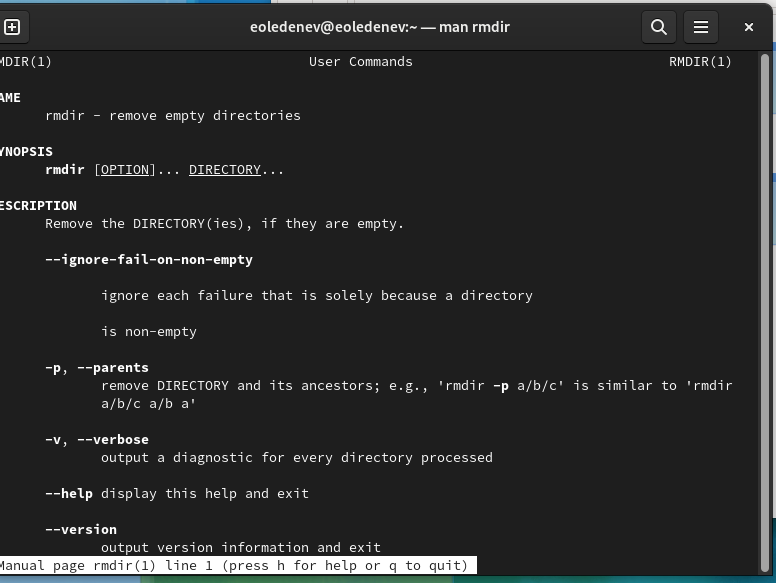 eoledenev@eoledenev:~ — man rmdir
MDIR(1) User Commands RMDIR(1)
AME
rmdir - remove empty directories
YNOPSIS
rmdir [OPTION]... DIRECTORY...
ESCRIPTION
Remove the DIRECTORY(ies), if they are empty.
--ignore-fail-on-non-empty
ignore each failure that is solely because a directory
is non-empty
-p, --parents
remove DIRECTORY and its ancestors; e.g., 'rmdir -p a/b/c' is similar to 'rmdir
a/b/c a/b a'
-v, --verbose
output a diagnostic for every directory processed
--help display this help and exit
--version
output version information and exit
Manual page rmdir(1) line 1 (press h for help or q to quit)